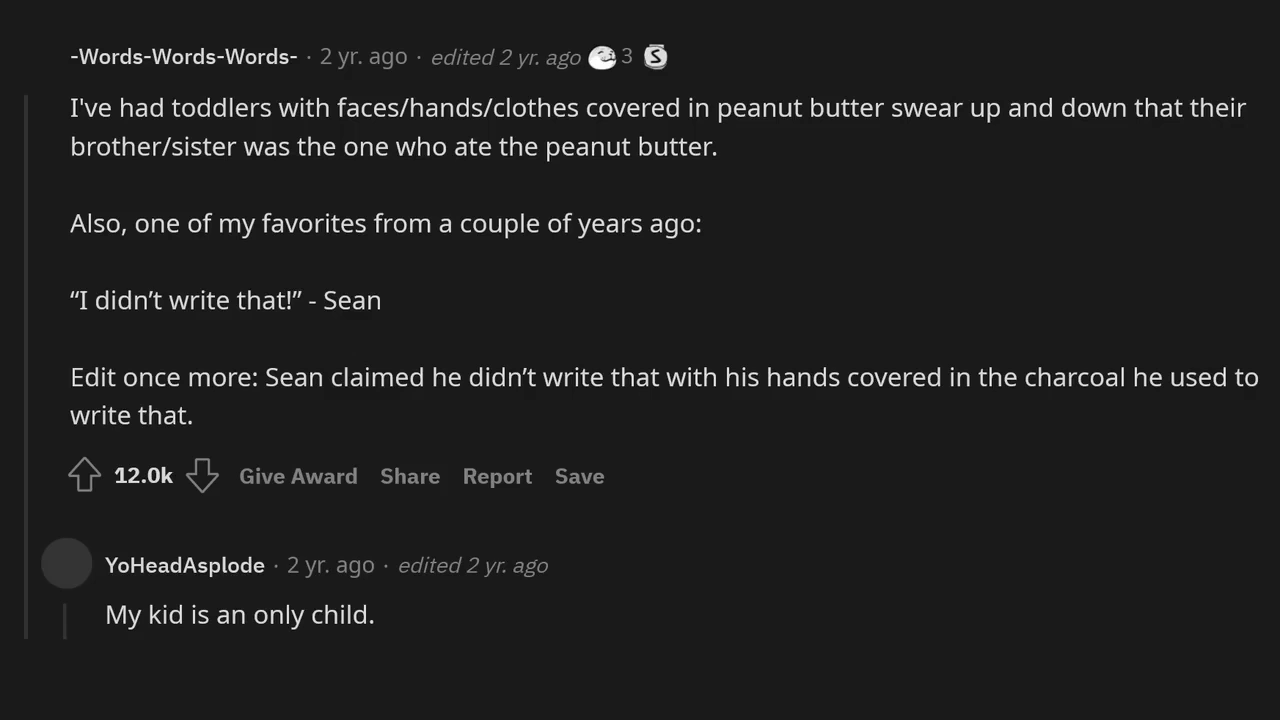 -Words-Words-Words- · 2 yr. ago · edited 2 yr. ago 3 S
I've had toddlers with faces/hands/clothes covered in peanut butter swear up and down that their
brother/sister was the one who ate the peanut butter.
Also, one of my favorites from a couple of years ago:
“I didn’t write that!” - Sean
Edit once more: Sean claimed he didn’t write that with his hands covered in the charcoal he used to
write that.
12.0k Give Award Share Report Save
YoHeadAsplode · 2 yr. ago · edited 2 yr. ago
My kid is an only child.